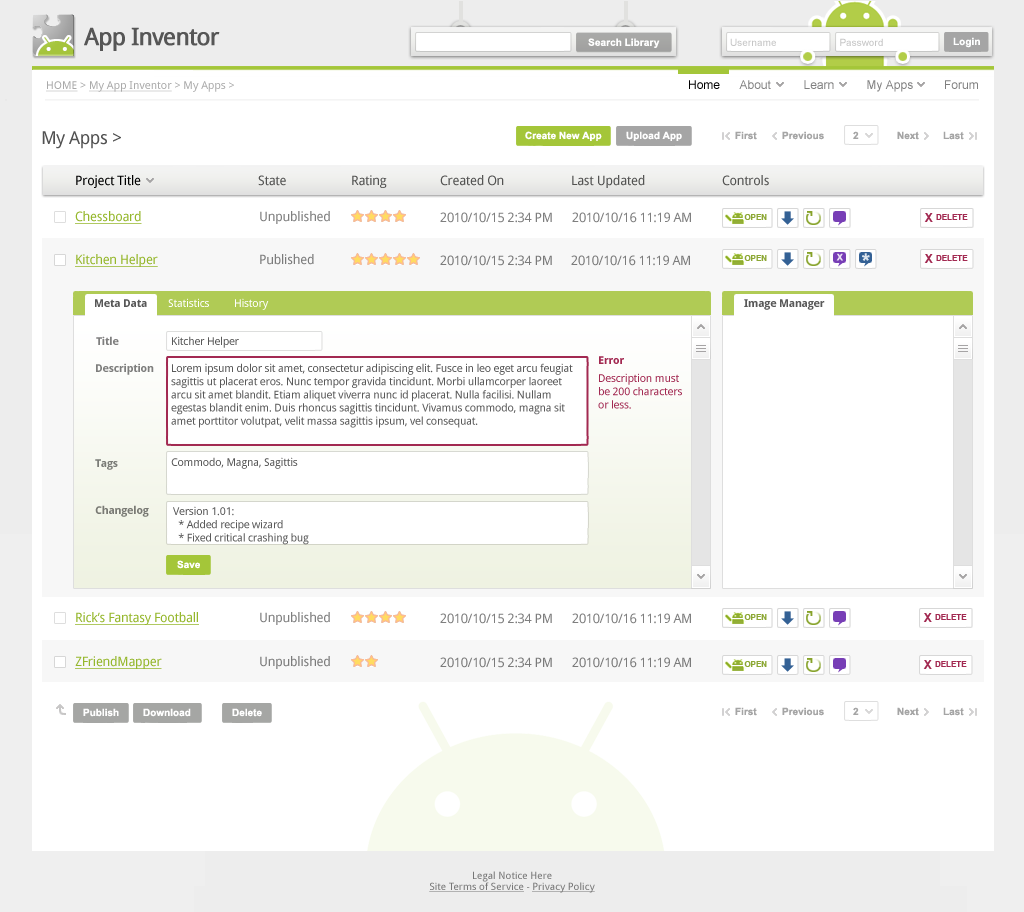 App Inventor
Search Library
Username
Password
Login
HOME > My App Inventor > My Apps >
Home
About
Learn
My Apps
Forum
My Apps >
Create New App
Upload App
First
Previous
2
Next
Last
Project Title
State
Rating
Created On
Last Updated
Controls
Chessboard
Unpublished
2010/10/15 2:34 PM
2010/10/16 11:19 AM
OPEN
X DELETE
Kitchen Helper
Published
2010/10/15 2:34 PM
2010/10/16 11:19 AM
OPEN
X
X DELETE
Meta Data
Statistics
History
Image Manager
Title
Kitcher Helper
Description
Lorem ipsum dolor sit amet, consectetur adipiscing elit. Fusce in leo eget arcu feugiat
sagittis ut placerat eros. Nunc tempor gravida tincidunt. Morbi ullamcorper laoreet
arcu sit amet blandit. Etiam aliquet viverra nunc id placerat. Nulla facilisi. Nullam
egestas blandit enim. Duis rhoncus sagittis tincidunt. Vivamus commodo, magna sit
amet porttitor volutpat, velit massa sagittis ipsum, vel consequat.
Error
Description must
be 200 characters
or less.
Tags
Commodo, Magna, Sagittis
Changelog
Version 1.01:
* Added recipe wizard
* Fixed critical crashing bug
Save
Rick's Fantasy Football
Unpublished
2010/10/15 2:34 PM
2010/10/16 11:19 AM
OPEN
X DELETE
ZFriendMapper
Unpublished
2010/10/15 2:34 PM
2010/10/16 11:19 AM
OPEN
X DELETE
Publish
Download
Delete
First
Previous
2
Next
Last
Legal Notice Here
Site Terms of Service - Privacy Policy